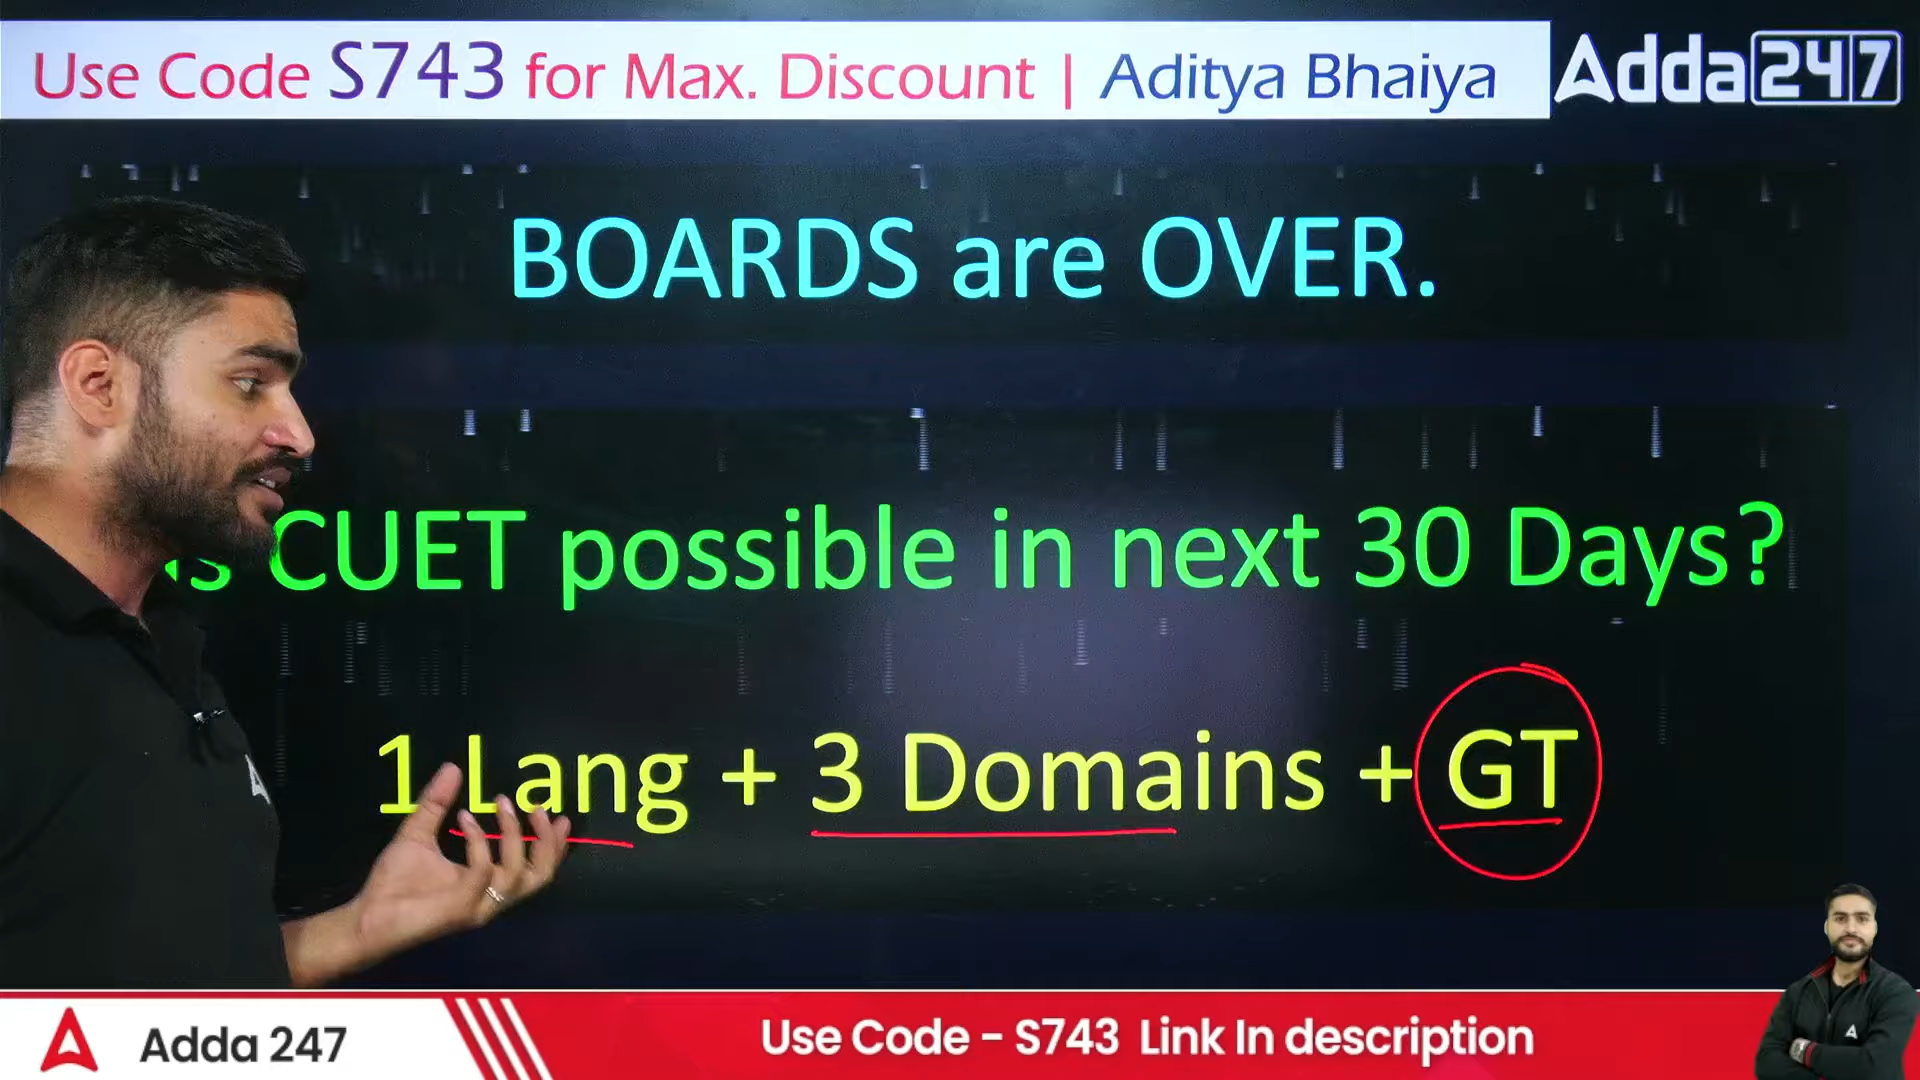 Use Code S743 for Max. Discount | Aditya Bhaiya
Adda247
BOARDS are OVER.
CUET possible in next 30 Days?
1 Lang + 3 Domains + GT
Adda 247
Use Code - S743 Link In description